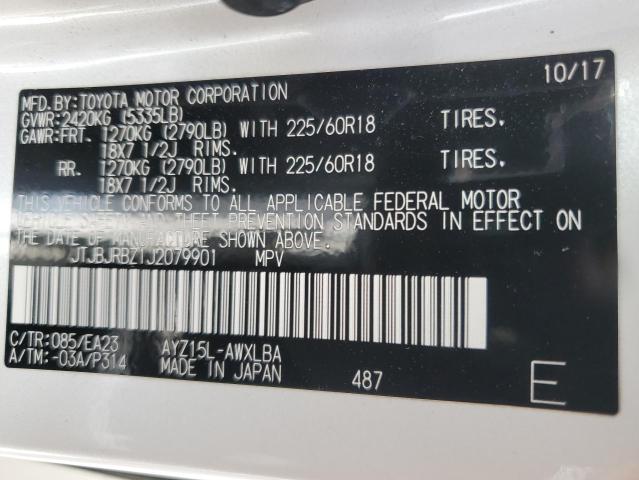 10/17
MFD. BY: TOYOTA MOTOR CORPORATION
GVWR: 2420KG (5335LB)
GAWR: FRT. 1270KG (2790LB) WITH 225/60R18 TIRES,
18X7 1/2J RIMS.
RR. 1270KG (2790LB) WITH 225/60R18 TIRES,
18X7 1/2J RIMS.
THIS VEHICLE CONFORMS TO ALL APPLICABLE FEDERAL MOTOR
VEHICLE SAFETY AND THEFT PREVENTION STANDARDS IN EFFECT ON
THE DATE OF MANUFACTURE SHOWN ABOVE.
JTJBJRBZ1J2079901 MPV
C/TR: 085/EA23 AYZ15L-AWXLBA
A/TM: -03A/P314 MADE IN JAPAN 487 E